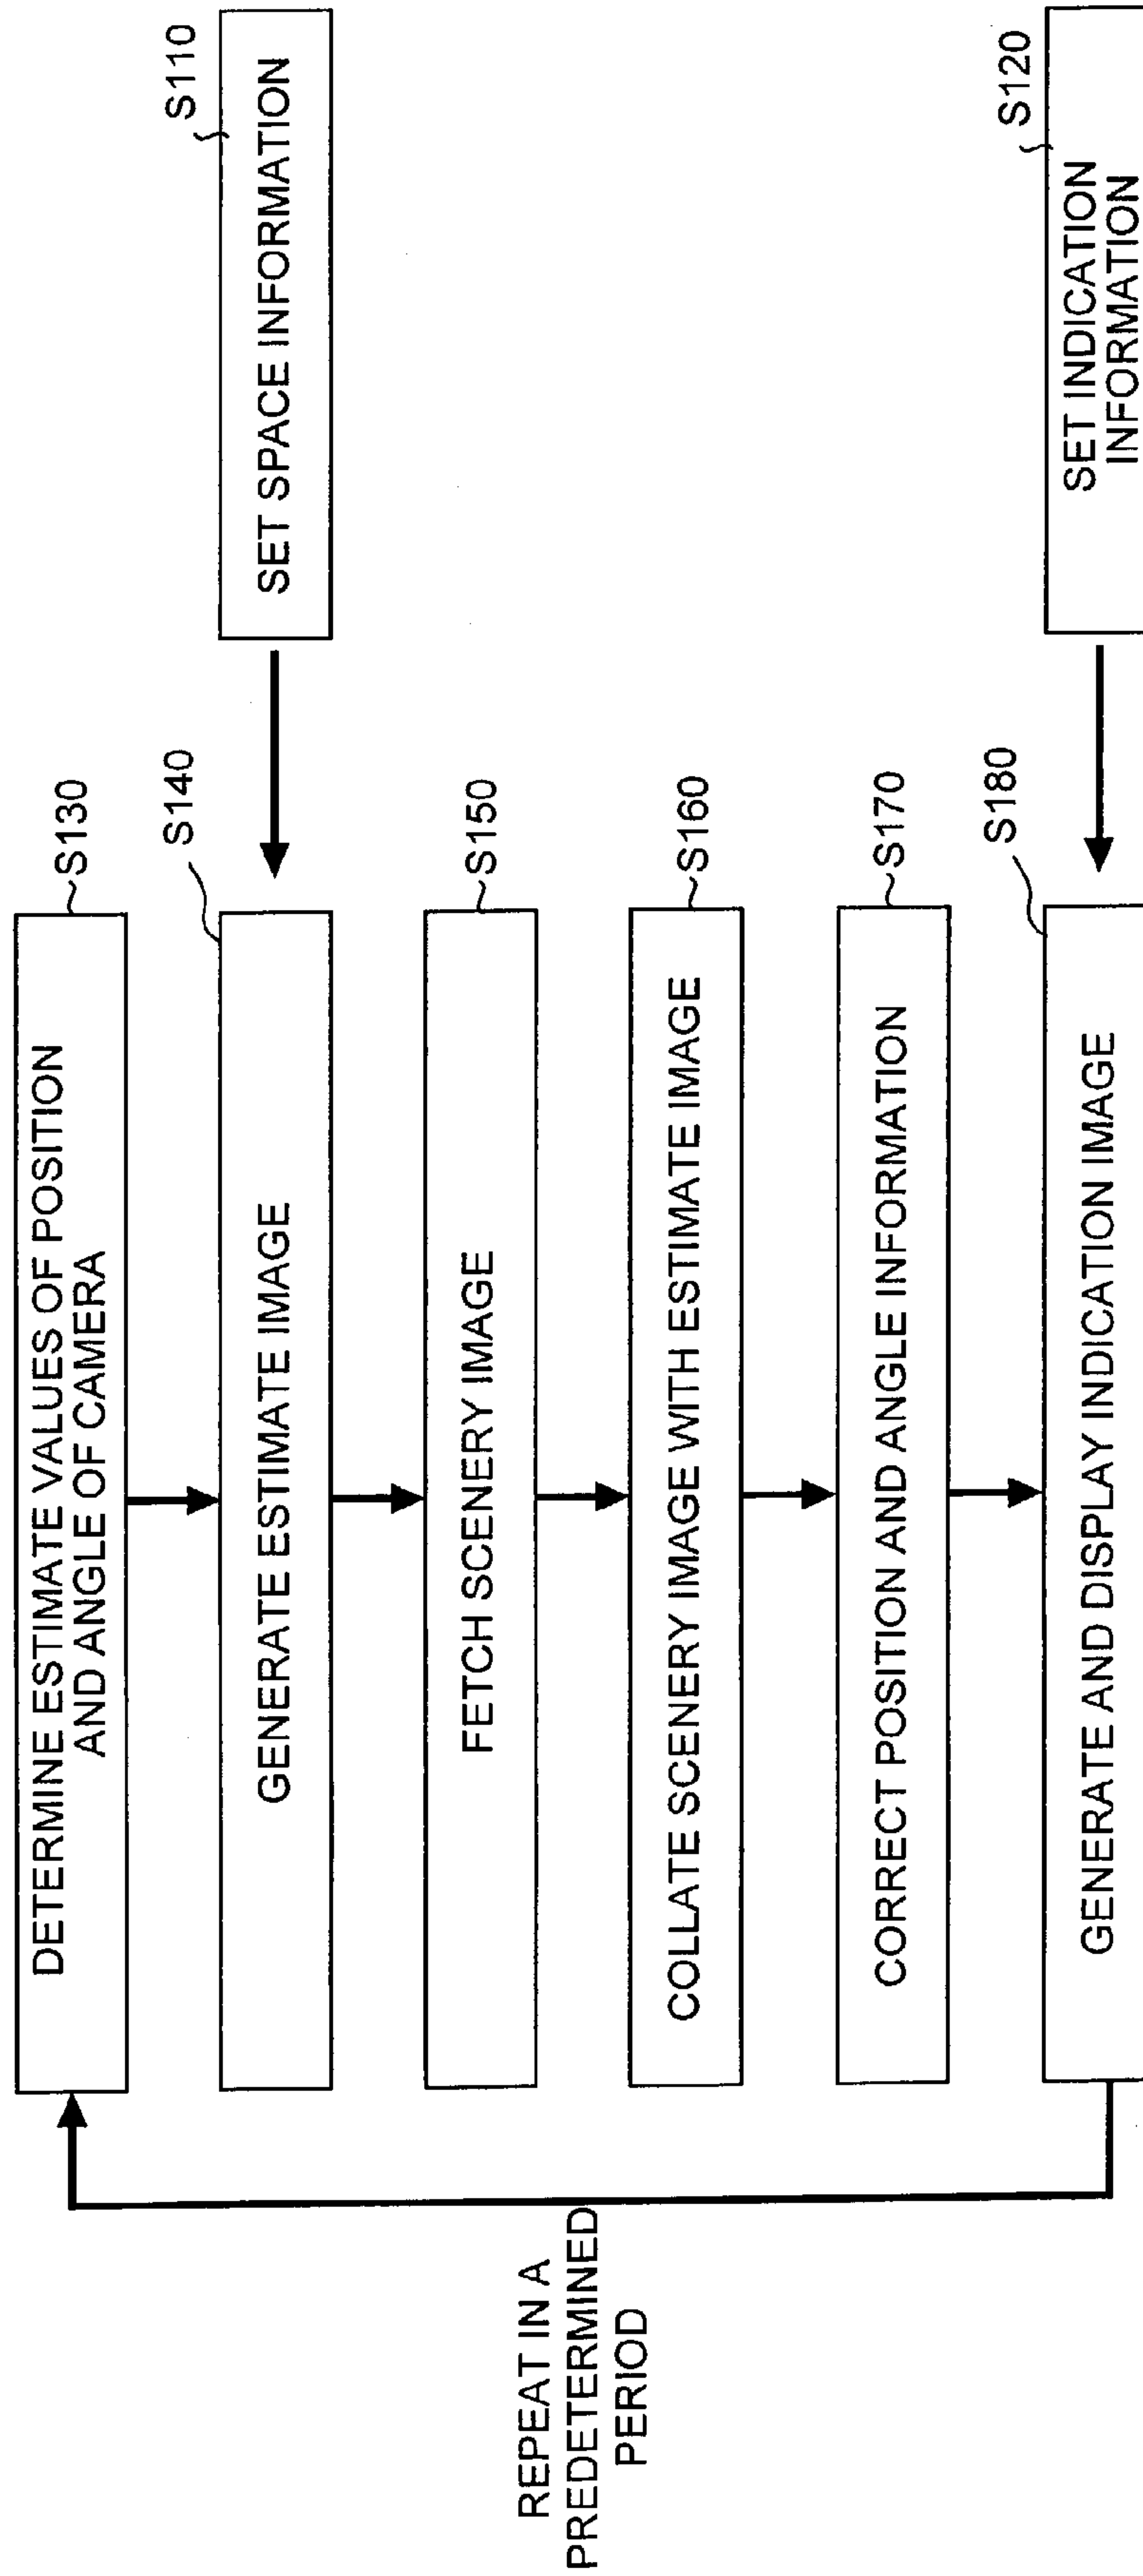 DETERMINE ESTIMATE VALUES OF POSITION
AND ANGLE OF CAMERA
S130
GENERATE ESTIMATE IMAGE
S140
SET SPACE INFORMATION
S110
FETCH SCENERY IMAGE
S150
COLLATE SCENERY IMAGE WITH ESTIMATE IMAGE
S160
CORRECT POSITION AND ANGLE INFORMATION
S170
GENERATE AND DISPLAY INDICATION IMAGE
S180
SET INDICATION
INFORMATION
S120
REPEAT IN A
PREDETERMINED
PERIOD